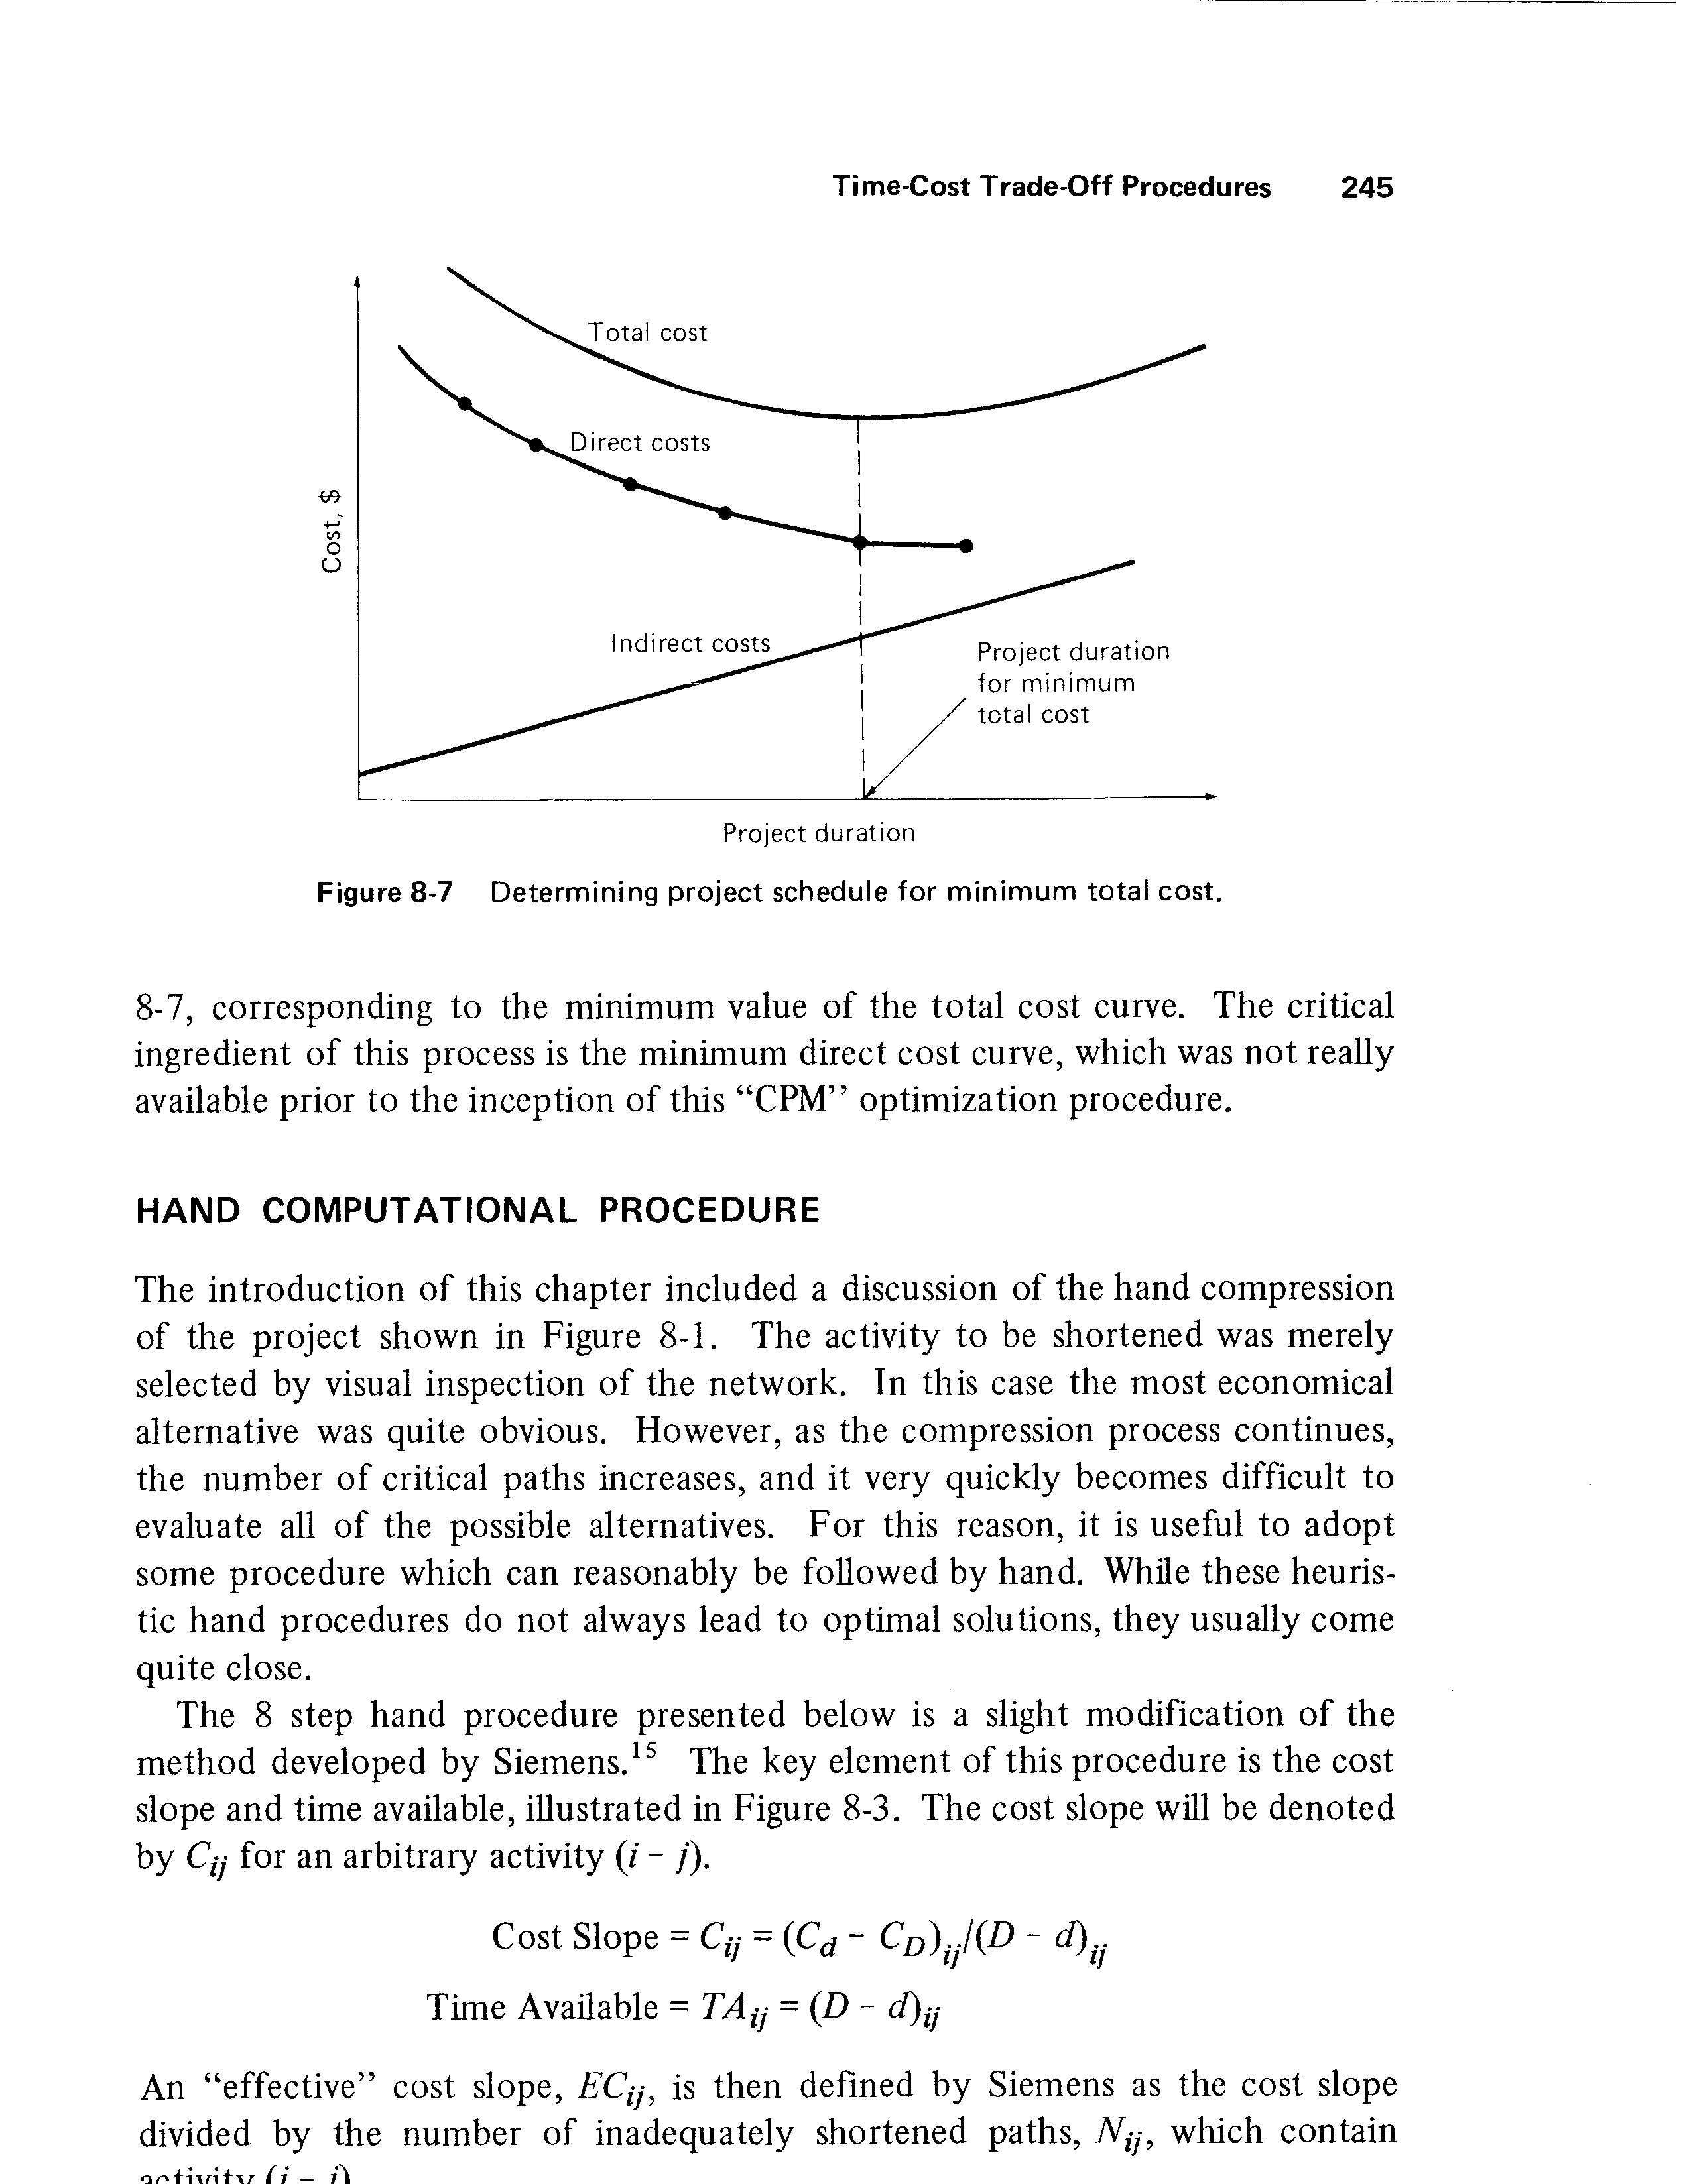 Time-Cost Trade-Off Procedures 245
Total cost
Direct costs
Cost, $
Indirect costs
Project duration
for minimum
total cost
Project duration
Figure 8-7 Determining project schedule for minimum total cost.
8-7, corresponding to the minimum value of the total cost curve. The critical
ingredient of this process is the minimum direct cost curve, which was not really
available prior to the inception of this “CPM” optimization procedure.
HAND COMPUTATIONAL PROCEDURE
The introduction of this chapter included a discussion of the hand compression
of the project shown in Figure 8-1. The activity to be shortened was merely
selected by visual inspection of the network. In this case the most economical
alternative was quite obvious. However, as the compression process continues,
the number of critical paths increases, and it very quickly becomes difficult to
evaluate all of the possible alternatives. For this reason, it is useful to adopt
some procedure which can reasonably be followed by hand. While these heuris-
tic hand procedures do not always lead to optimal solutions, they usually come
quite close.
The 8 step hand procedure presented below is a slight modification of the
method developed by Siemens.¹⁵ The key element of this procedure is the cost
slope and time available, illustrated in Figure 8-3. The cost slope will be denoted
by C_ij for an arbitrary activity (i - j).
Cost Slope = C_ij = (C_d - C_D)_ij/(D - d)_ij
Time Available = TA_ij = (D - d)_ij
An “effective” cost slope, EC_ij, is then defined by Siemens as the cost slope
divided by the number of inadequately shortened paths, N_ij, which contain
activity (i - j)